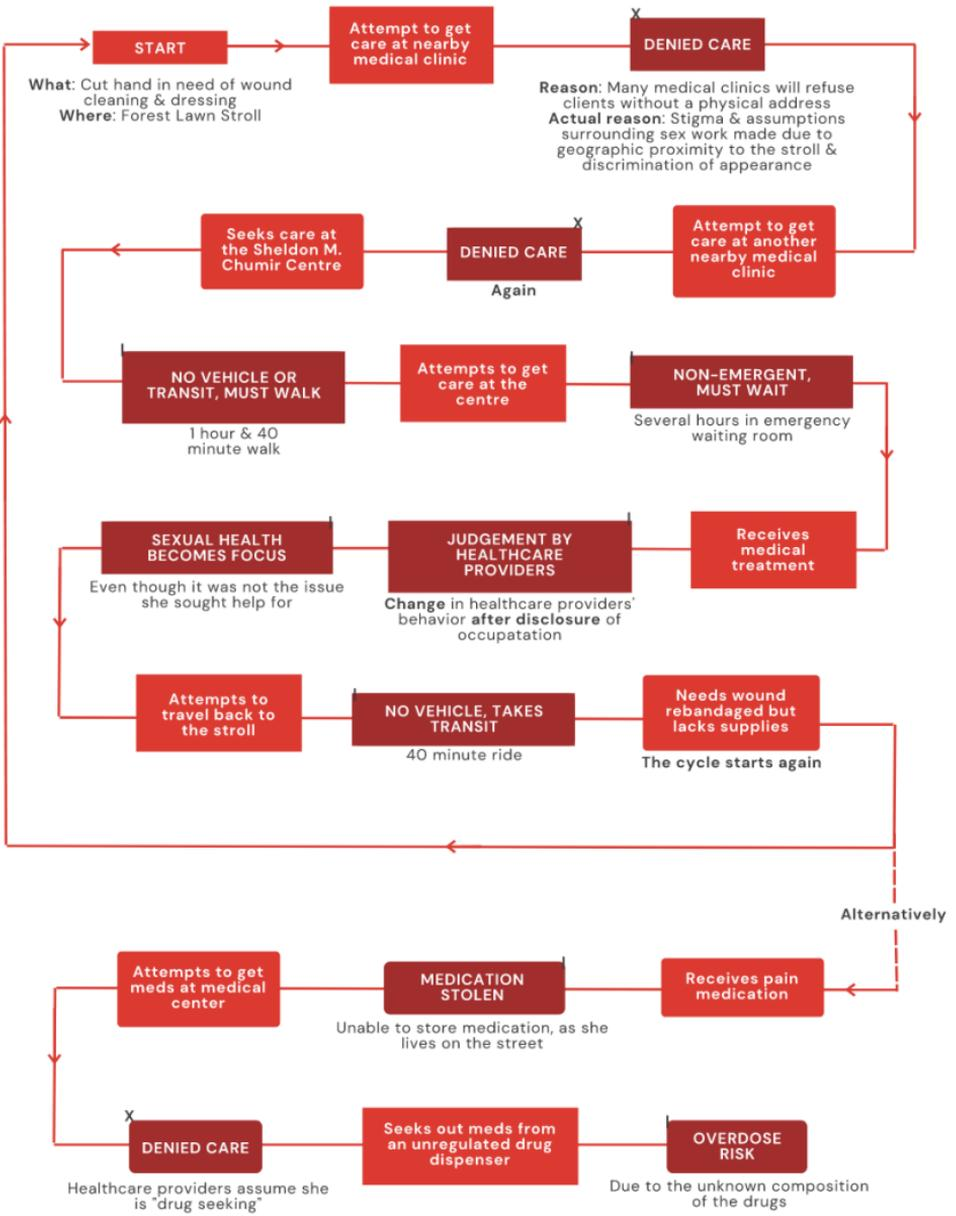 START
What: Cut hand in need of wound
cleaning & dressing
Where: Forest Lawn Stroll
Attempt to get
care at nearby
medical clinic
X
DENIED CARE
Reason: Many medical clinics will refuse
clients without a physical address
Actual reason: Stigma & assumptions
surrounding sex work made due to
geographic proximity to the stroll &
discrimination of appearance
Attempt to get
care at another
nearby medical
clinic
X
DENIED CARE
Again
Seeks care at
the Sheldon M.
Chumir Centre
NO VEHICLE OR
TRANSIT, MUST WALK
1 hour & 40
minute walk
Attempts to get
care at the
centre
NON-EMERGENT,
MUST WAIT
Several hours in emergency
waiting room
Receives
medical
treatment
JUDGEMENT BY
HEALTHCARE
PROVIDERS
Change in healthcare providers'
behavior after disclosure of
occupatation
SEXUAL HEALTH
BECOMES FOCUS
Even though it was not the issue
she sought help for
Attempts to
travel back to
the stroll
NO VEHICLE, TAKES
TRANSIT
40 minute ride
Needs wound
rebandaged but
lacks supplies
The cycle starts again
Alternatively
Receives pain
medication
MEDICATION
STOLEN
Unable to store medication, as she
lives on the street
Attempts to get
meds at medical
center
X
DENIED CARE
Healthcare providers assume she
is "drug seeking"
Seeks out meds from
an unregulated drug
dispenser
OVERDOSE
RISK
Due to the unknown composition
of the drugs